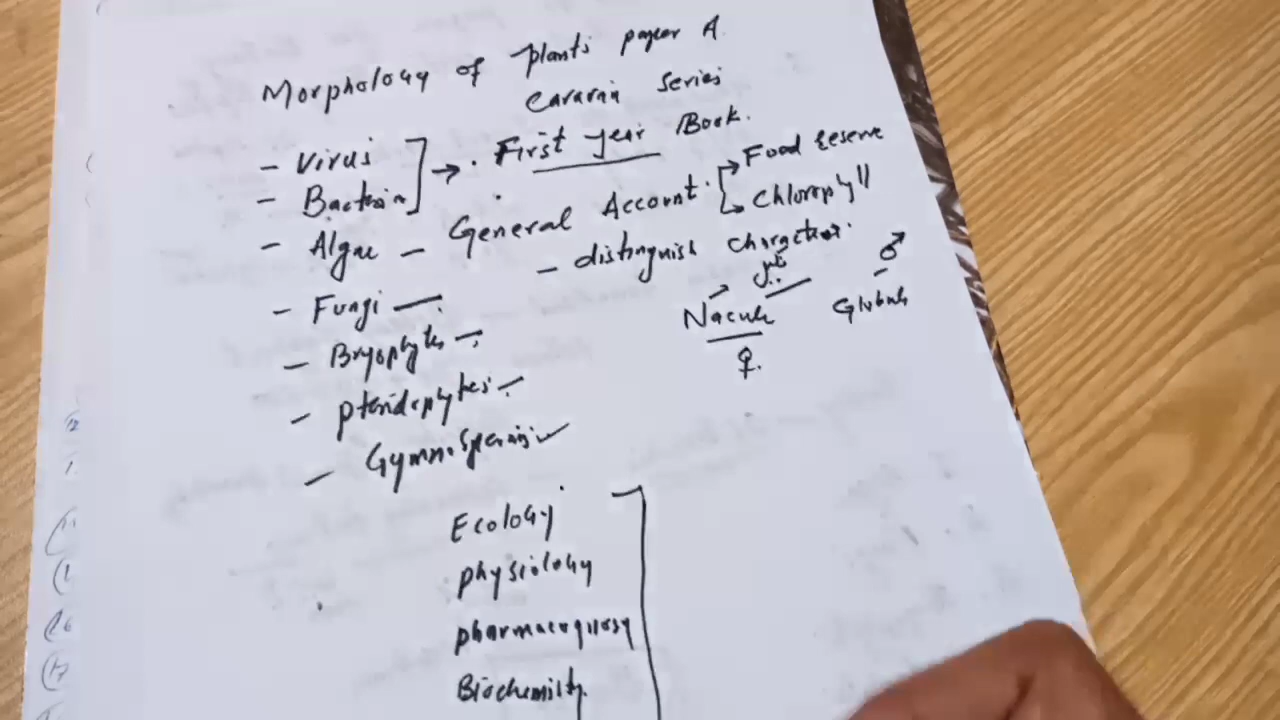 Morphology of plants paper A.
Caravan Series
- Virus
- Bacteria ] → . First year Book.
- Algae - General Account. → Food reserve
→ Chlorophyll
- distinguish character.
- Fungi -
Nacule ♀
Globule ♂
- Bryophytes -
- Pteridophytes -
- Gymnosperms ✓
Ecology
physiology
pharmacognosy
Biochemistry